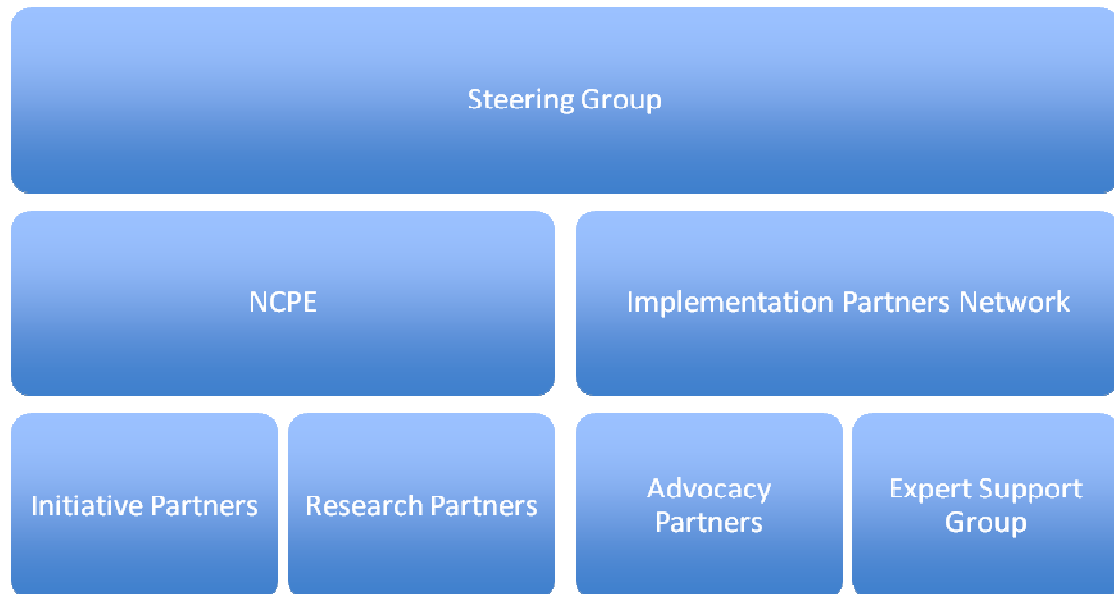 Steering Group
NCPE
Implementation Partners Network
Initiative Partners
Research Partners
Advocacy
Partners
Expert Support
Group